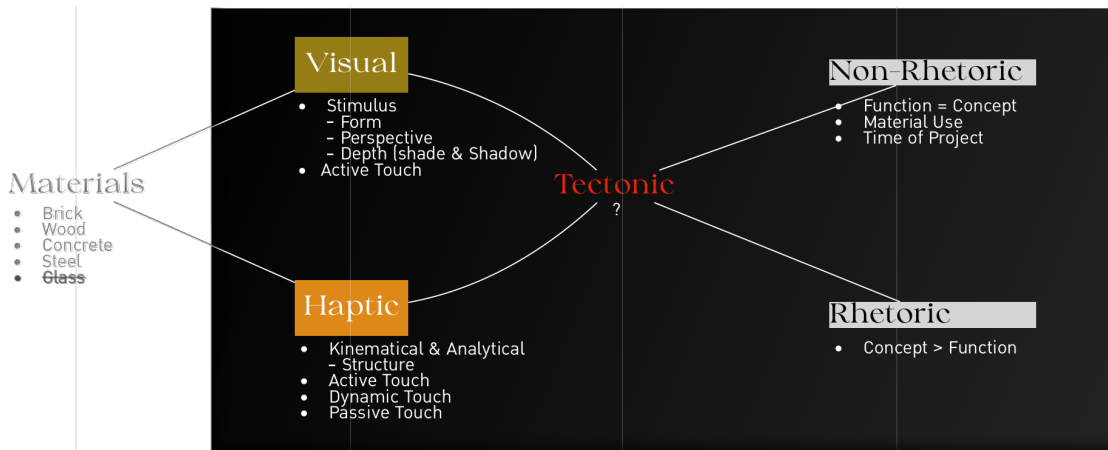 Materials
• Brick
• Wood
• Concrete
• Steel
• Glass
Visual
• Stimulus
- Form
- Perspective
- Depth (shade & Shadow)
• Active Touch
Haptic
• Kinematical & Analytical
- Structure
• Active Touch
• Dynamic Touch
• Passive Touch
Tectonic
?
Non-Rhetoric
• Function = Concept
• Material Use
• Time of Project
Rhetoric
• Concept > Function